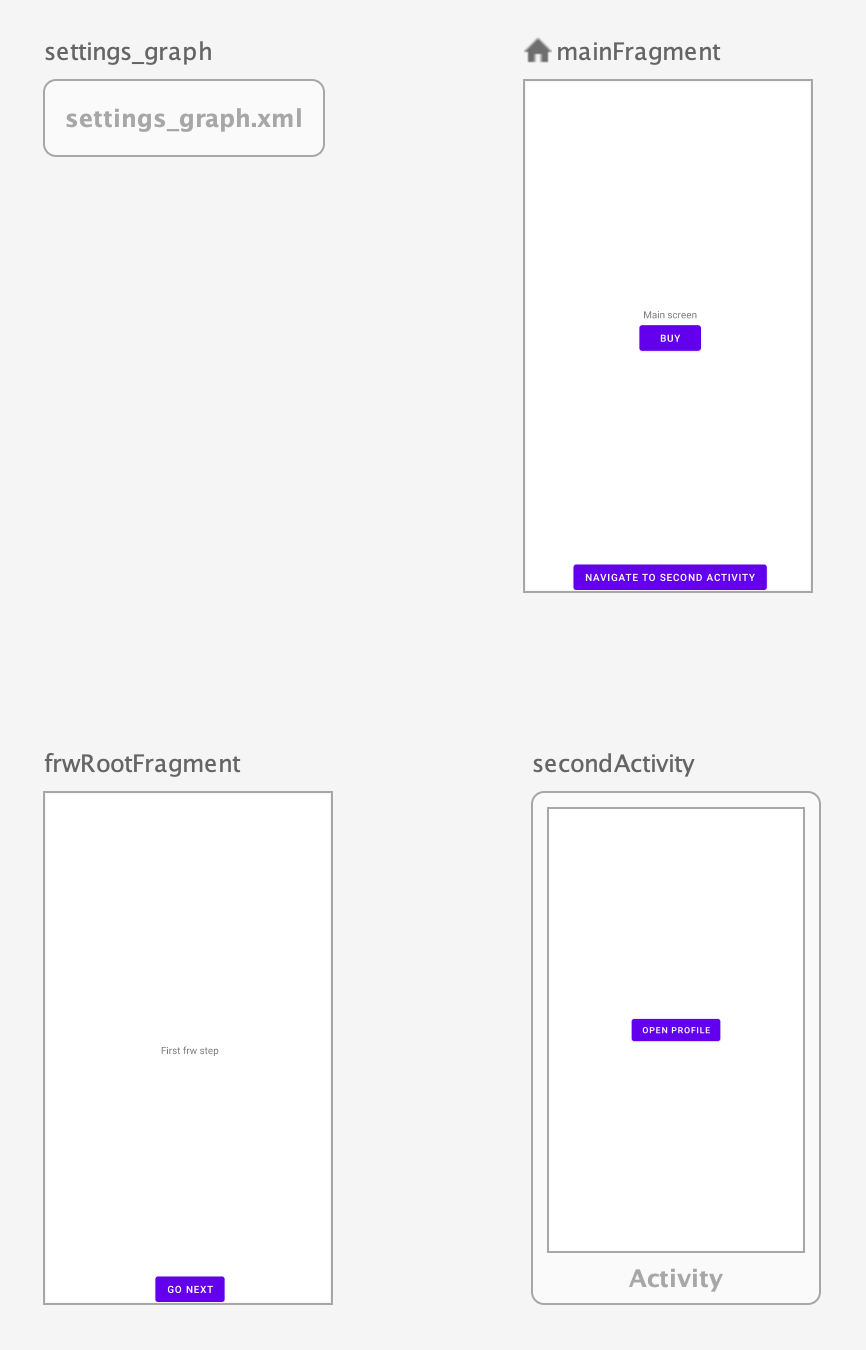 settings_graph
settings_graph.xml
mainFragment
Main screen
BUY
NAVIGATE TO SECOND ACTIVITY
frwRootFragment
First frw step
GO NEXT
secondActivity
OPEN PROFILE
Activity